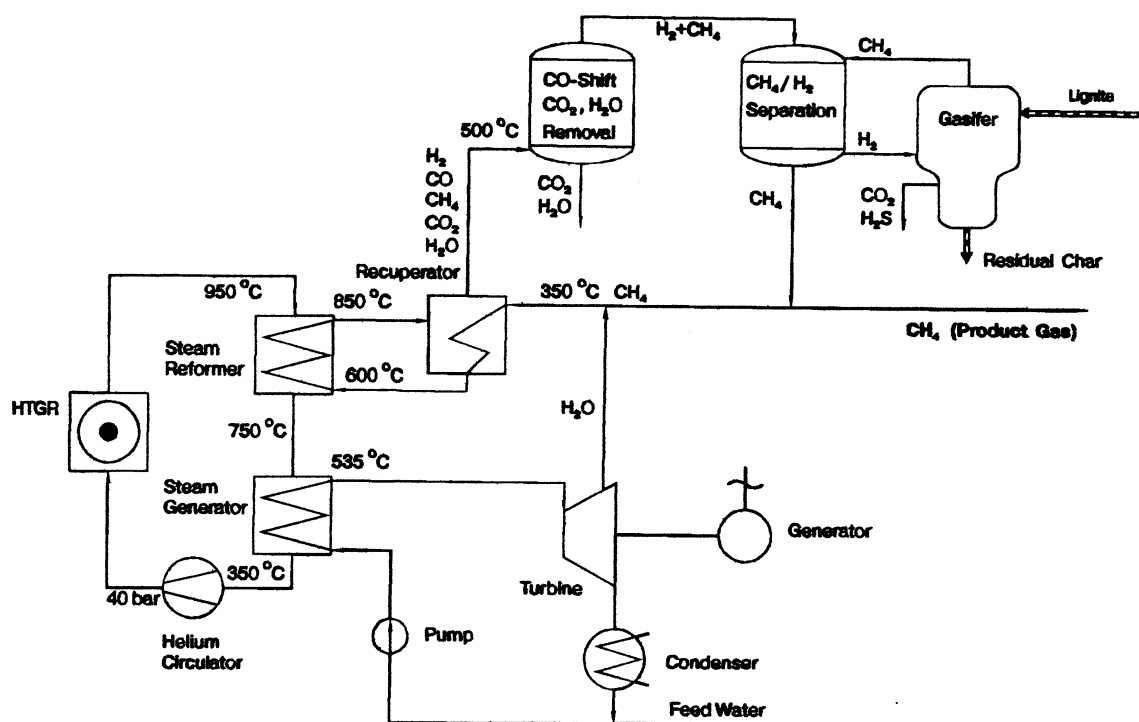 H₂+CH₄
CH₄
CO-Shift
CO₂, H₂O
Removal
CH₄/H₂
Separation
Gasifer
Lignite
500 °C
H₂
H₂
CO
CH₄
CO₂
H₂O
CO₂
H₂O
CH₄
CO₂
H₂S
Residual Char
Recuperator
950 °C
850 °C
350 °C CH₄
CH₄ (Product Gas)
Steam
Reformer
600 °C
HTGR
H₂O
750 °C
535 °C
Steam
Generator
Generator
350 °C
40 bar
Turbine
Helium
Circulator
Pump
Condenser
Feed Water